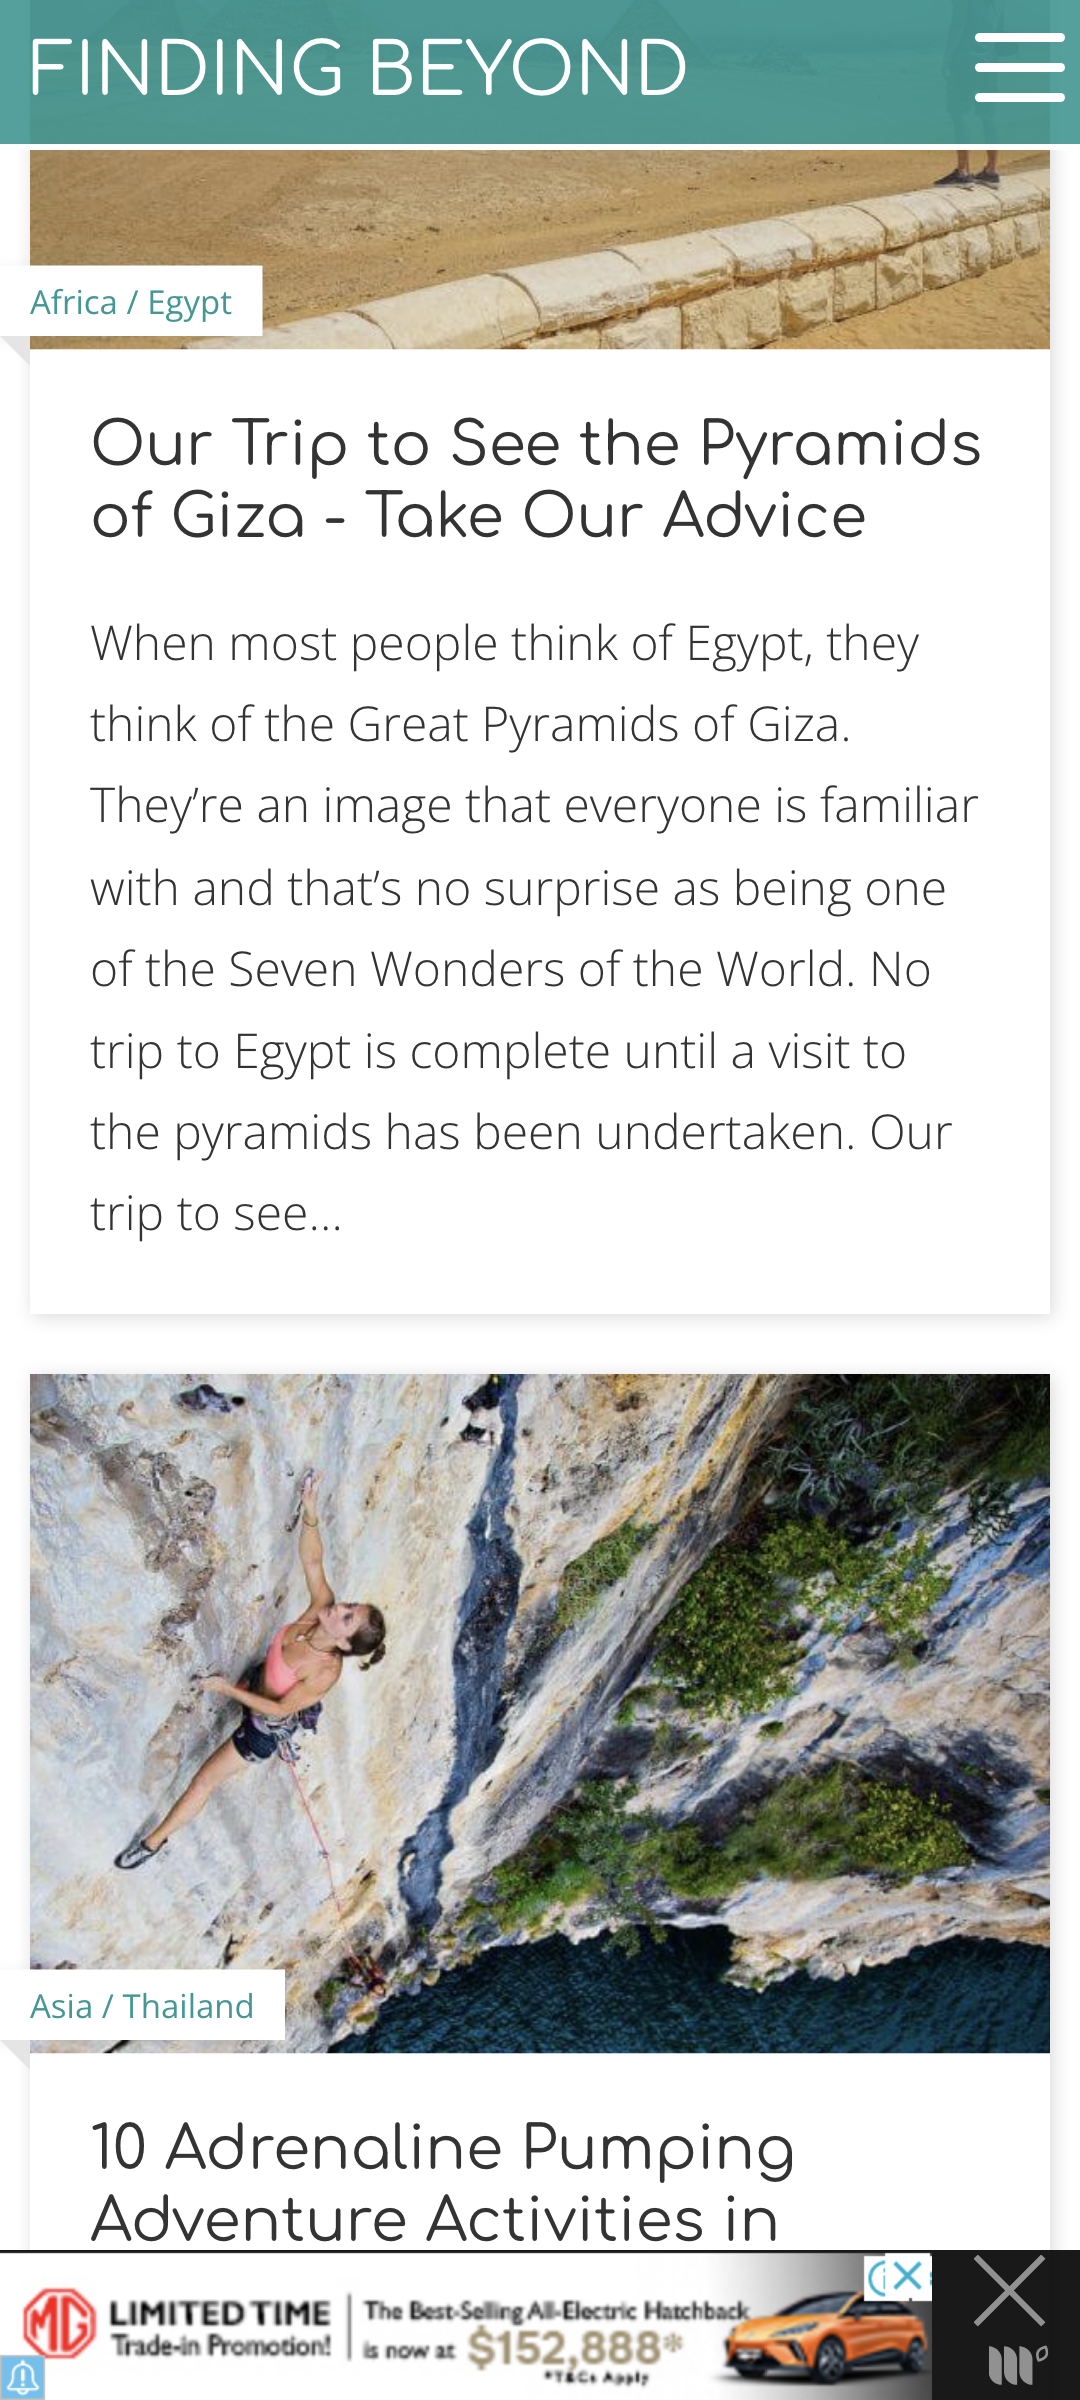 FINDING BEYOND
Africa / Egypt
Our Trip to See the Pyramids
of Giza - Take Our Advice
When most people think of Egypt, they
think of the Great Pyramids of Giza.
They’re an image that everyone is familiar
with and that’s no surprise as being one
of the Seven Wonders of the World. No
trip to Egypt is complete until a visit to
the pyramids has been undertaken. Our
trip to see...
Asia / Thailand
10 Adrenaline Pumping
Adventure Activities in
MG
LIMITED TIME
Trade-in Promotion!
The Best-Selling All-Electric Hatchback
is now at $152,888*
*T&Cs Apply